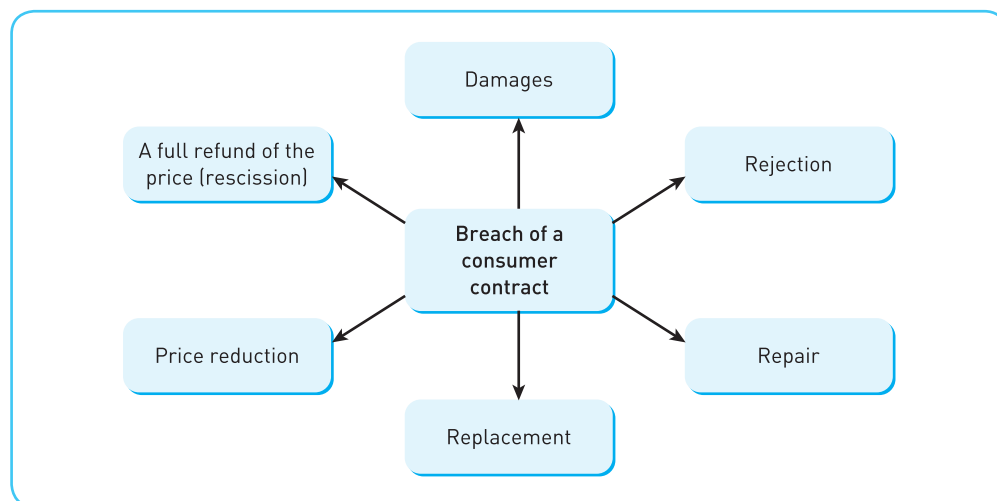 Damages
A full refund of the
price (rescission)
Rejection
Breach of a
consumer
contract
Price reduction
Repair
Replacement